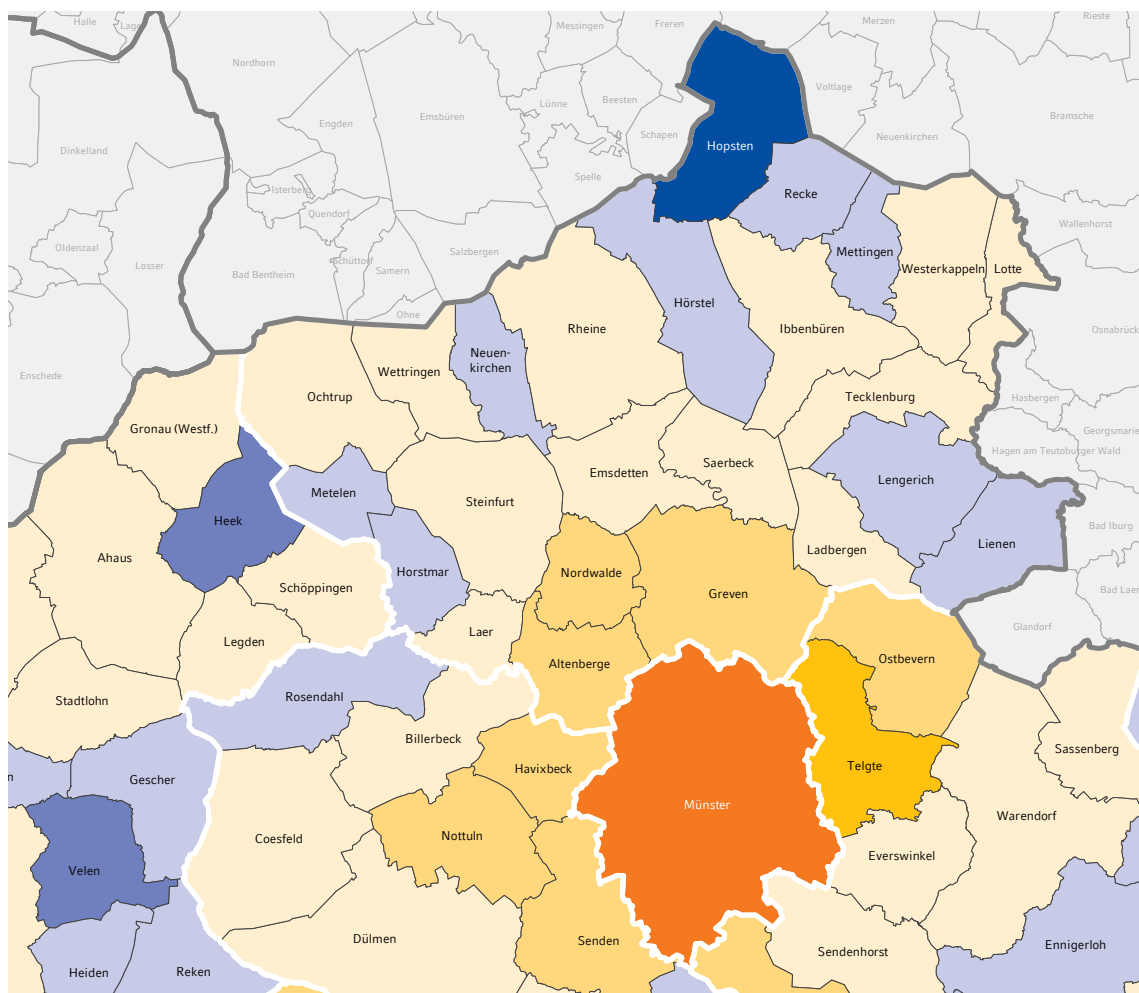 Halle
Lage
Messingen
Freren
Merzen
Rieste
Nordhorn
Voltlage
Lünne
Beesten
Emsbüren
Bramsche
Engden
Schapen
Neuenkirchen
Hopsten
Dinkelland
Spelle
Isterberg
Recke
Quendorf
Wallenhorst
Oldenzaal
Losser
Salzbergen
Mettingen
Schüttorf
Samern
Bad Bentheim
Westerkappeln
Lotte
Hörstel
Ohne
Rheine
Ibbenbüren
Osnabrück
Neuen-
kirchen
Enschede
Wettringen
Ochtrup
Tecklenburg
Hasbergen
Gronau (Westf.)
Georgsmarie
Hagen am Teutoburger Wald
Saerbeck
Emsdetten
Lengerich
Metelen
Steinfurt
Heek
Bad Iburg
Lienen
Ladbergen
Ahaus
Horstmar
Nordwalde
Schöppingen
Greven
Bad Laer
Glandorf
Laer
Legden
Ostbevern
Altenberge
Rosendahl
Stadtlohn
Billerbeck
Sassenberg
Telgte
Havixbeck
n
Gescher
Münster
Warendorf
Nottuln
Coesfeld
Everswinkel
Velen
Dülmen
Senden
Ennigerloh
Sendenhorst
Heiden
Reken